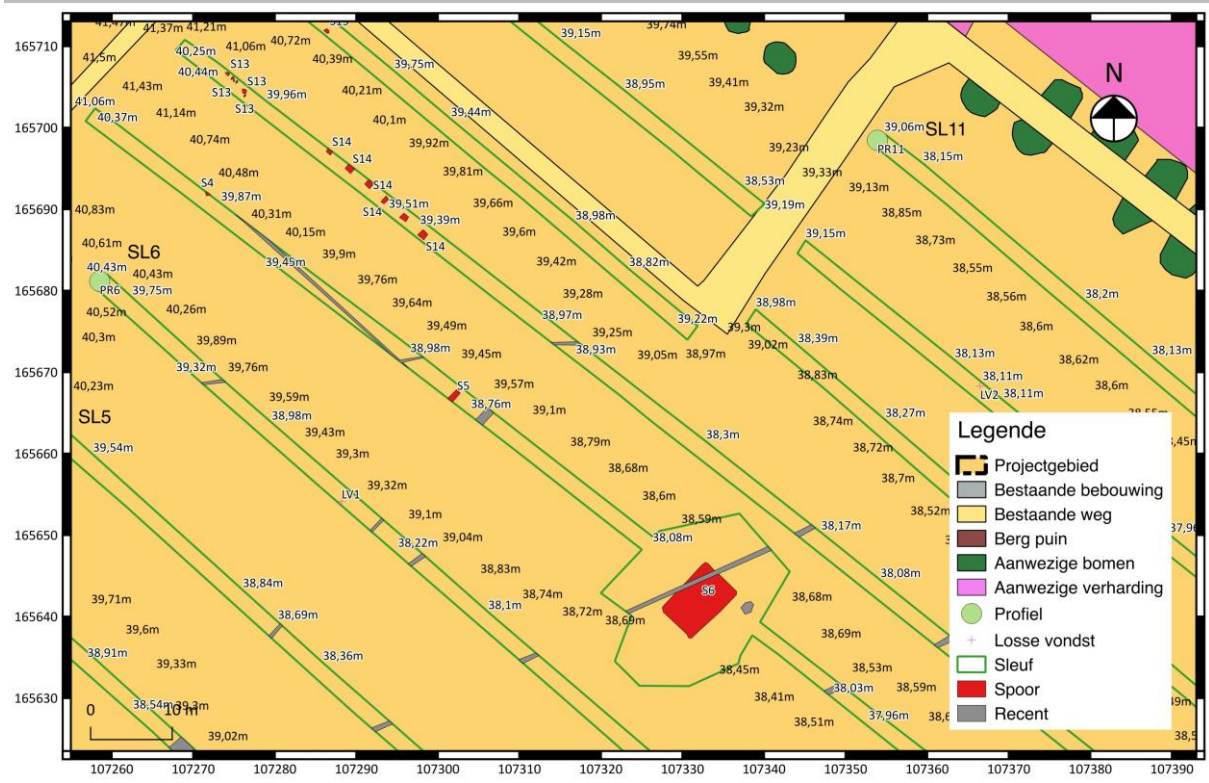 165710
165700
165690
165680
165670
165660
165650
165640
165630
41,37m 41,21m
40,25m 41,06m 40,72m
41,5m
40,44m S13
S13
40,39m
39,75m
39,15m
39,74m
39,55m
38,95m 39,41m
39,32m
N
41,43m
S13
S13
39,96m
40,21m
41,06m
40,37m
41,14m
40,1m
39,44m
40,74m
S14
39,92m
39,23m
39,06m SL11
PR11
38,15m
S14
39,81m
40,48m
S4
39,87m
S14
39,51m
39,66m
38,53m
39,33m
39,13m
40,83m
40,31m
S14
39,39m
38,98m
39,19m
38,85m
40,15m
39,6m
38,73m
40,61m SL6
S14
39,15m
40,43m 40,43m
39,45m
39,9m
39,42m
38,82m
38,55m
PR6 39,75m
39,76m
39,28m
38,98m
38,56m
38,2m
40,52m 40,26m
39,64m
38,97m
39,22m
39,3m
38,6m
40,3m 39,89m
39,49m
39,25m
39,02m
38,39m
38,98m 39,45m
38,93m
39,05m 38,97m
38,13m
38,62m
38,13m
39,32m 39,76m
38,83m
38,11m
40,23m
S5 39,57m
LV2 38,11m
38,6m
39,59m
38,76m
39,1m
SL5
38,98m
38,74m
38,27m
38,55m
39,54m
39,43m
38,79m
38,3m
38,72m
39,3m
38,68m
38,7m
LV1 39,32m
38,6m
38,52m
39,1m
38,59m
38,17m
39,04m
38,22m
38,08m
38,83m
38,08m
38,84m
38,74m
S6
38,68m
39,71m
38,69m
38,1m
38,72m
38,69m
39,6m
38,69m
38,91m
39,33m
38,36m
38,45m
38,53m
38,54m 39,3m
38,03m 38,59m
39,02m
38,41m
38,51m
37,96m
0 10 m
Legende
Projectgebied
Bestaande bebouwing
Bestaande weg
Berg puin
Aanwezige bomen
Aanwezige verharding
Profiel
Losse vondst
Sleuf
Spoor
Recent
107260 107270 107280 107290 107300 107310 107320 107330 107340 107350 107360 107370 107380 107390